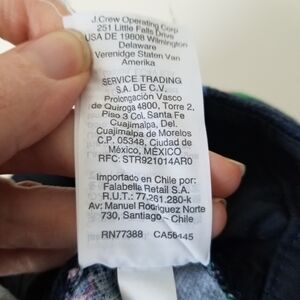 J.Crew Operating Corp
251 Little Falls Drive
USA DE 19808 Wilmington
Delaware
Verenidge Staten Van
Amerika
SERVICE TRADING
S.A. DE C.V.
Prolongación Vasco
de Quiroga 4800, Torre 2,
Piso 3 Col. Santa Fe
Cuajimalpa, Del.
Cuajimalpa de Morelos
C.P. 05348, Ciudad de
México, MÉXICO
RFC: STR921014AR0
Importado en Chile por:
Falabella Retail S.A.
R.U.T.: 77.261.280-k
Av: Manuel Rodriguez Norte
730, Santiago - Chile
RN77388 CA56445